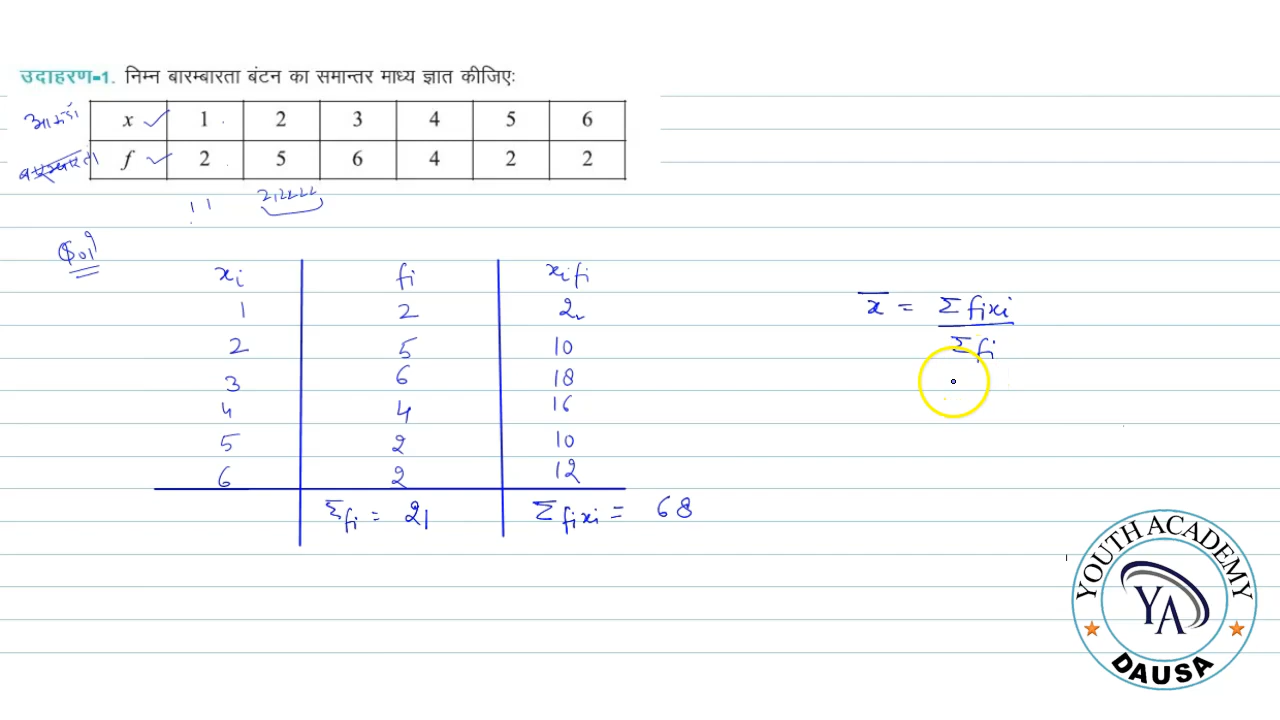 उदाहरण-1. निम्न बारम्बारता बंटन का समान्तर माध्य ज्ञात कीजिए:
x 1 2 3 4 5 6
f 2 5 6 4 2 2
1 1
Sol
xi fi xifi
1 2 2
2 5 10
3 6 18
4 4 16
5 2 10
6 2 12
Σfi = 21 Σfixi = 68
x̄ = Σfixi
Σfi
YOUTH ACADEMY
YA
DAUSA